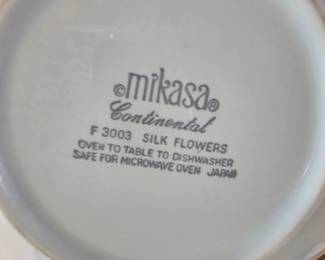 ©mikasa®
Continental
F 3003 SILK FLOWERS
OVEN TO TABLE TO DISHWASHER
SAFE FOR MICROWAVE OVEN JAPAN